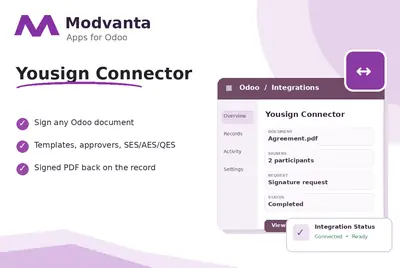 Modvanta
Apps for Odoo
Yousign Connector
Sign any Odoo document
Templates, approvers, SES/AES/QES
Signed PDF back on the record
Odoo / Integrations
Overview
Records
Activity
Settings
Yousign Connector
DOCUMENT
Agreement.pdf
SIGNERS
2 participants
REQUEST
Signature request
STATUS
Completed
View
Integration Status
Connected • Ready